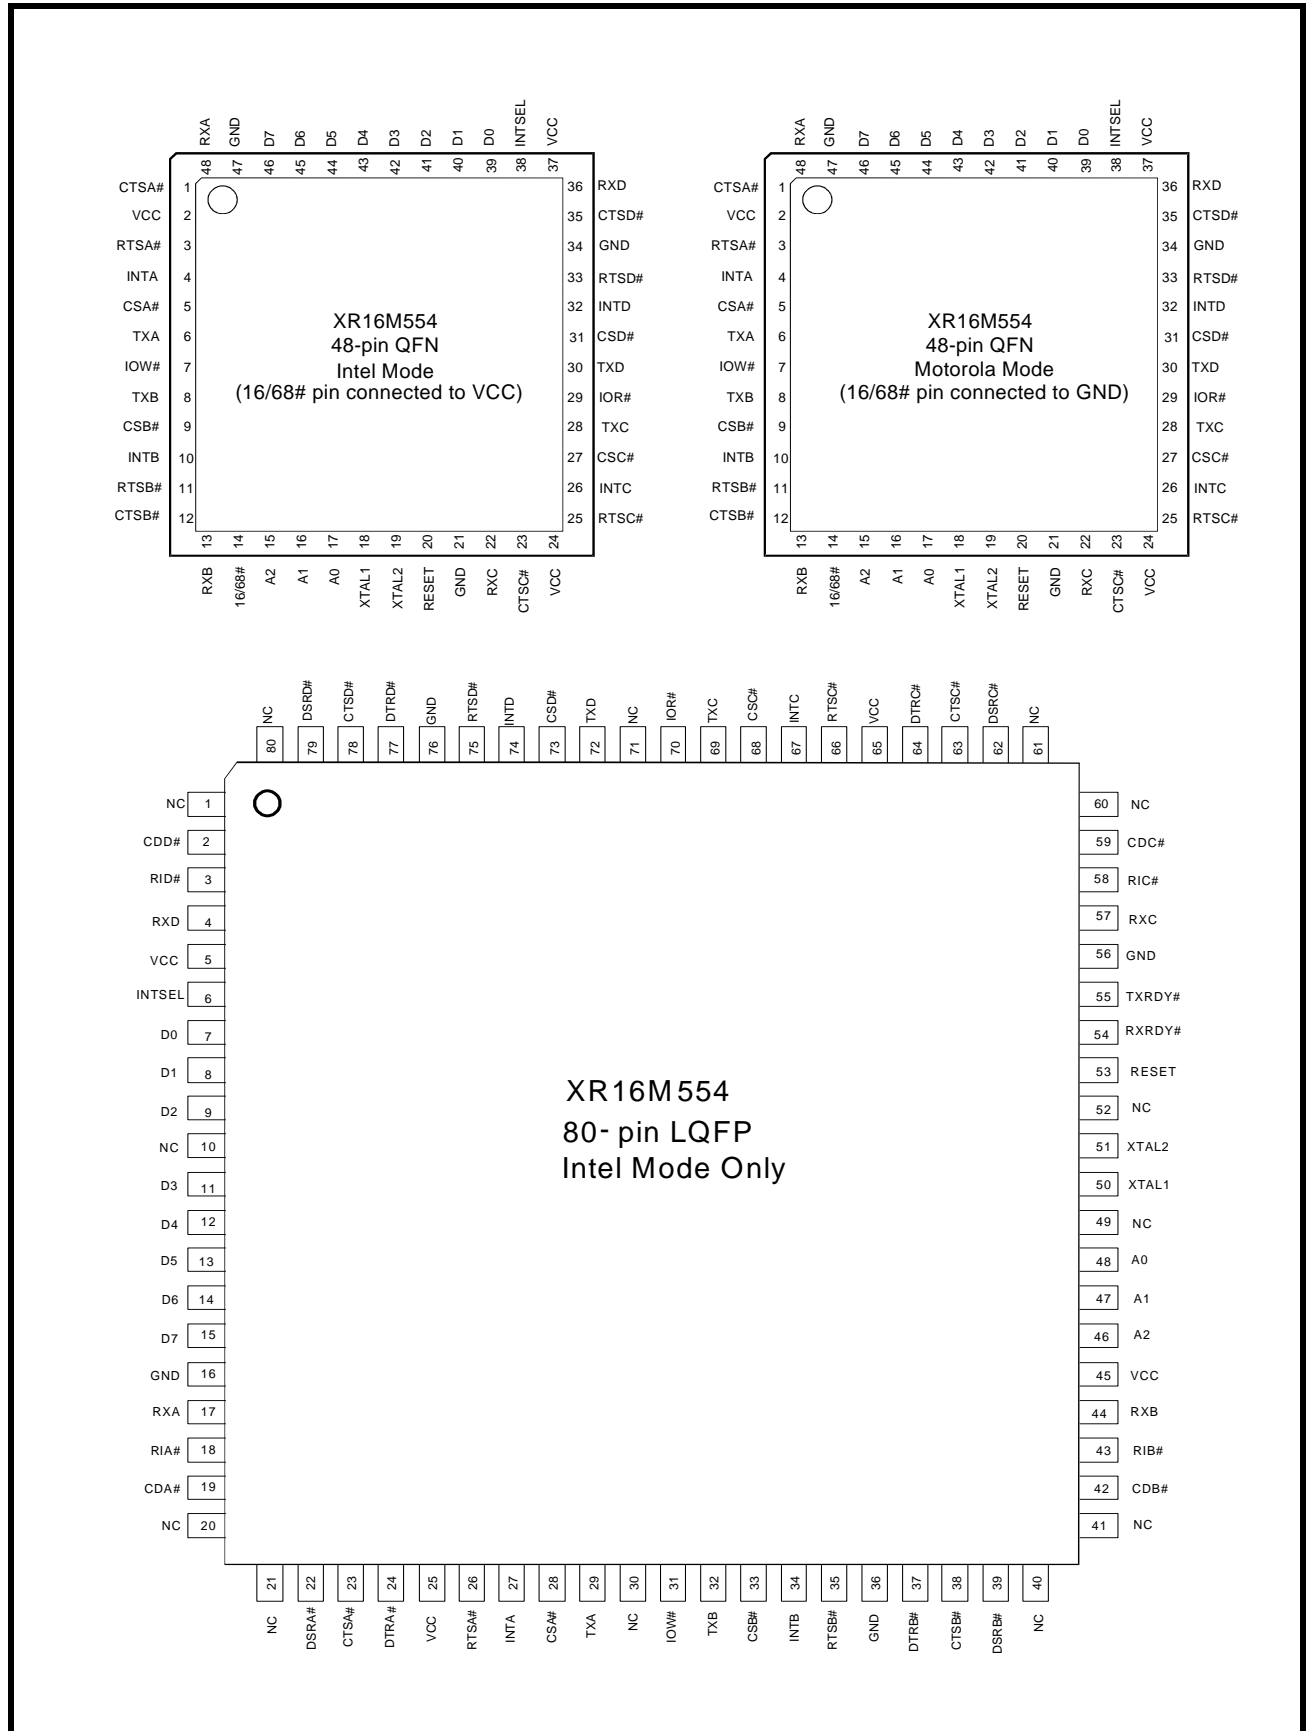 RXA GND D7 D6 D5 D4 D3 D2 D1 D0 INTSEL VCC
48 47 46 45 44 43 42 41 40 39 38 37
CTSA# 1 36 RXD
VCC 2 35 CTSD#
RTSA# 3 34 GND
INTA 4 33 RTSD#
CSA# 5 32 INTD
TXA 6 31 CSD#
IOW# 7 30 TXD
TXB 8 29 IOR#
CSB# 9 28 TXC
INTB 10 27 CSC#
RTSB# 11 26 INTC
CTSB# 12 25 RTSC#
XR16M554
48-pin QFN
Intel Mode
(16/68# pin connected to VCC)
13 14 15 16 17 18 19 20 21 22 23 24
RXB 16/68# A2 A1 A0 XTAL1 XTAL2 RESET GND RXC CTSC# VCC
RXA GND D7 D6 D5 D4 D3 D2 D1 D0 INTSEL VCC
48 47 46 45 44 43 42 41 40 39 38 37
CTSA# 1 36 RXD
VCC 2 35 CTSD#
RTSA# 3 34 GND
INTA 4 33 RTSD#
CSA# 5 32 INTD
TXA 6 31 CSD#
IOW# 7 30 TXD
TXB 8 29 IOR#
CSB# 9 28 TXC
INTB 10 27 CSC#
RTSB# 11 26 INTC
CTSB# 12 25 RTSC#
XR16M554
48-pin QFN
Motorola Mode
(16/68# pin connected to GND)
13 14 15 16 17 18 19 20 21 22 23 24
RXB 16/68# A2 A1 A0 XTAL1 XTAL2 RESET GND RXC CTSC# VCC
NC DSRD# CTSD# DTRD# GND RTSD# INTD CSD# TXD NC IOR# TXC CSC# INTC RTSC# VCC DTRC# CTSC# DSRC# NC
80 79 78 77 76 75 74 73 72 71 70 69 68 67 66 65 64 63 62 61
NC 1 60 NC
CDD# 2 59 CDC#
RID# 3 58 RIC#
RXD 4 57 RXC
VCC 5 56 GND
INTSEL 6 55 TXRDY#
D0 7 54 RXRDY#
D1 8 53 RESET
D2 9 52 NC
NC 10 51 XTAL2
D3 11 50 XTAL1
D4 12 49 NC
D5 13 48 A0
D6 14 47 A1
D7 15 46 A2
GND 16 45 VCC
RXA 17 44 RXB
RIA# 18 43 RIB#
CDA# 19 42 CDB#
NC 20 41 NC
XR16M554
80- pin LQFP
Intel Mode Only
21 22 23 24 25 26 27 28 29 30 31 32 33 34 35 36 37 38 39 40
NC DSRA# CTSA# DTRA# VCC RTSA# INTA CSA# TXA NC IOW# TXB CSB# INTB RTSB# GND DTRB# CTSB# DSRB# NC